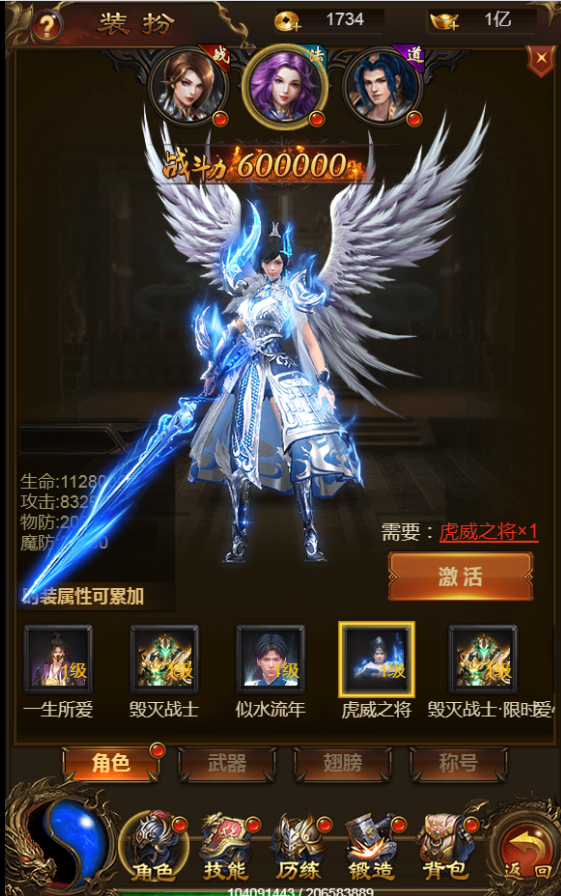 装扮
1734
1亿
战
法
道
战斗力 600000
生命:11280
攻击:832
物防:20
魔防
时装属性可累加
需要：虎威之将×1
激活
1级
1级
1级
1级
1级
一生所爱
毁灭战士
似水流年
虎威之将
毁灭战士·限时
角色
武器
翅膀
称号
角色
技能
历练
锻造
背包
返回
104091443 / 206583889